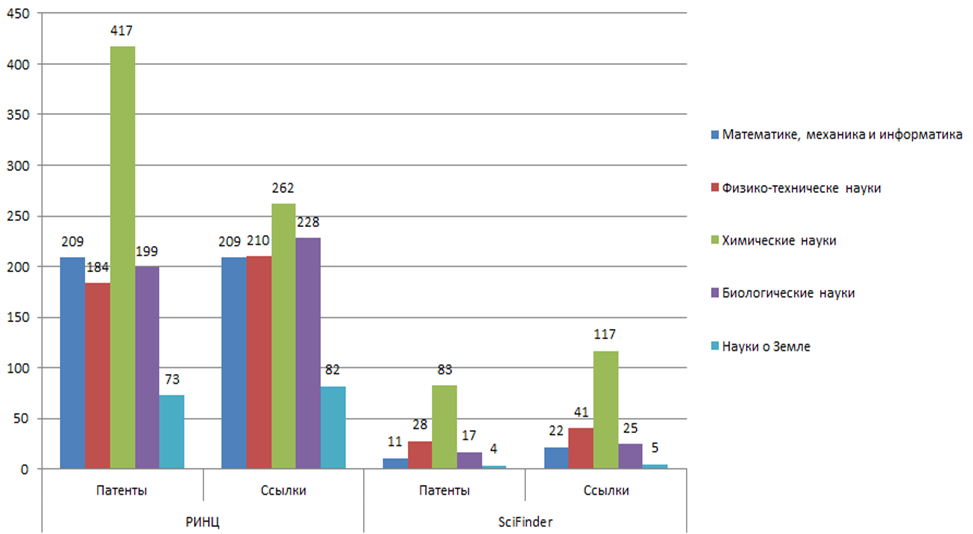 450
400
350
300
250
200
150
100
50
0
209
184
417
199
73
209
210
262
228
82
11
28
83
17
4
22
41
117
25
5
Патенты
Ссылки
Патенты
Ссылки
РИНЦ
SciFinder
Математике, механика и информатика
Физико-техническе науки
Химические науки
Биологические науки
Науки о Земле